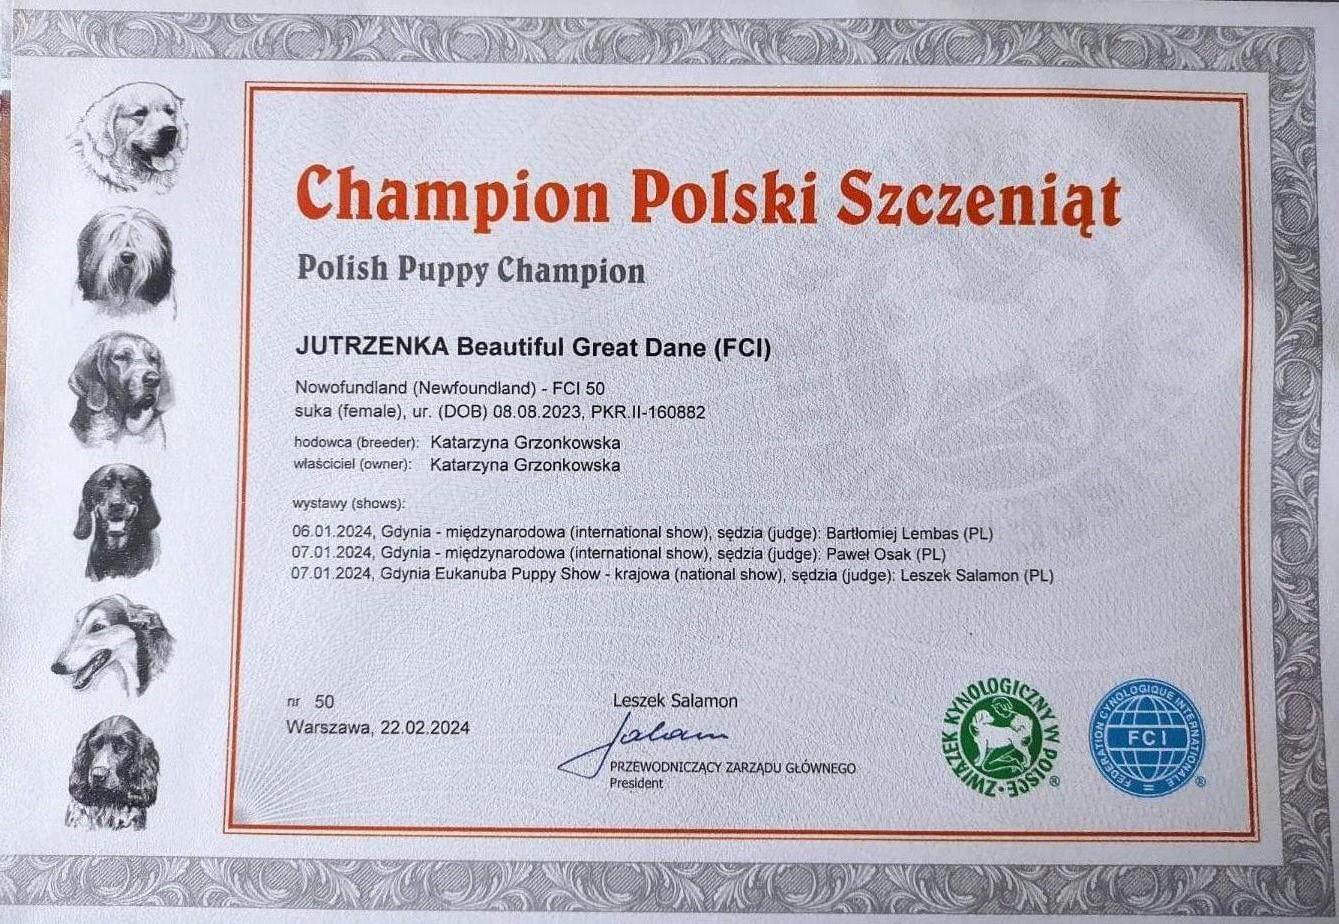 Champion Polski Szczeniąt
Polish Puppy Champion
JUTRZENKA Beautiful Great Dane (FCI)
Nowofundland (Newfoundland) - FCI 50
suka (female), ur. (DOB) 08.08.2023, PKR.II-160882
hodowca (breeder): Katarzyna Grzonkowska
właściciel (owner): Katarzyna Grzonkowska
wystawy (shows):
06.01.2024, Gdynia - międzynarodowa (international show), sędzia (judge): Bartłomiej Lembas (PL)
07.01.2024, Gdynia - międzynarodowa (international show), sędzia (judge): Paweł Osak (PL)
07.01.2024, Gdynia Eukanuba Puppy Show - krajowa (national show), sędzia (judge): Leszek Salamon (PL)
nr 50
Warszawa, 22.02.2024
Leszek Salamon
PRZEWODNICZĄCY ZARZĄDU GŁÓWNEGO
President
ZWIĄZEK KYNOLOGICZNY W POLSCE ®
FEDERATION CYNOLOGIQUE INTERNATIONALE ®
FCI